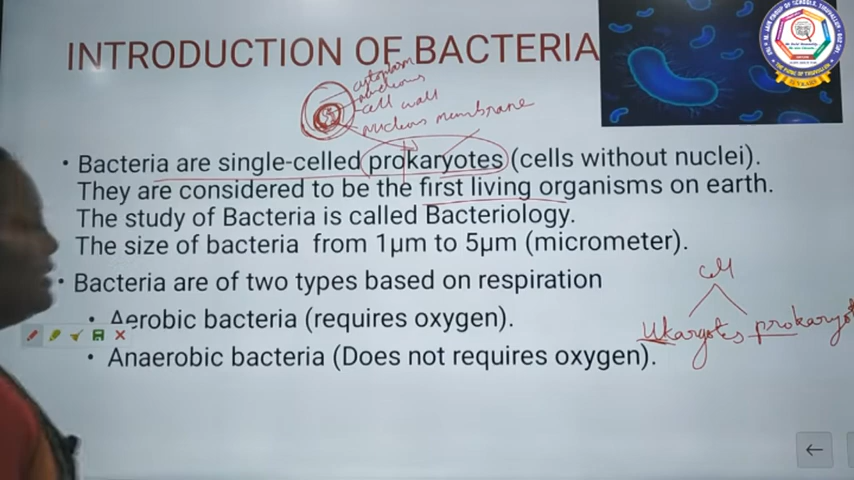 INTRODUCTION OF BACTERIA
nucleous
cell wall
nucleous membrane
• Bacteria are single-celled prokaryotes (cells without nuclei).
They are considered to be the first living organisms on earth.
The study of Bacteria is called Bacteriology.
The size of bacteria from 1µm to 5µm (micrometer).
cell
• Bacteria are of two types based on respiration
• Aerobic bacteria (requires oxygen).
Ukaryotes prokaryot
• Anaerobic bacteria (Does not requires oxygen).